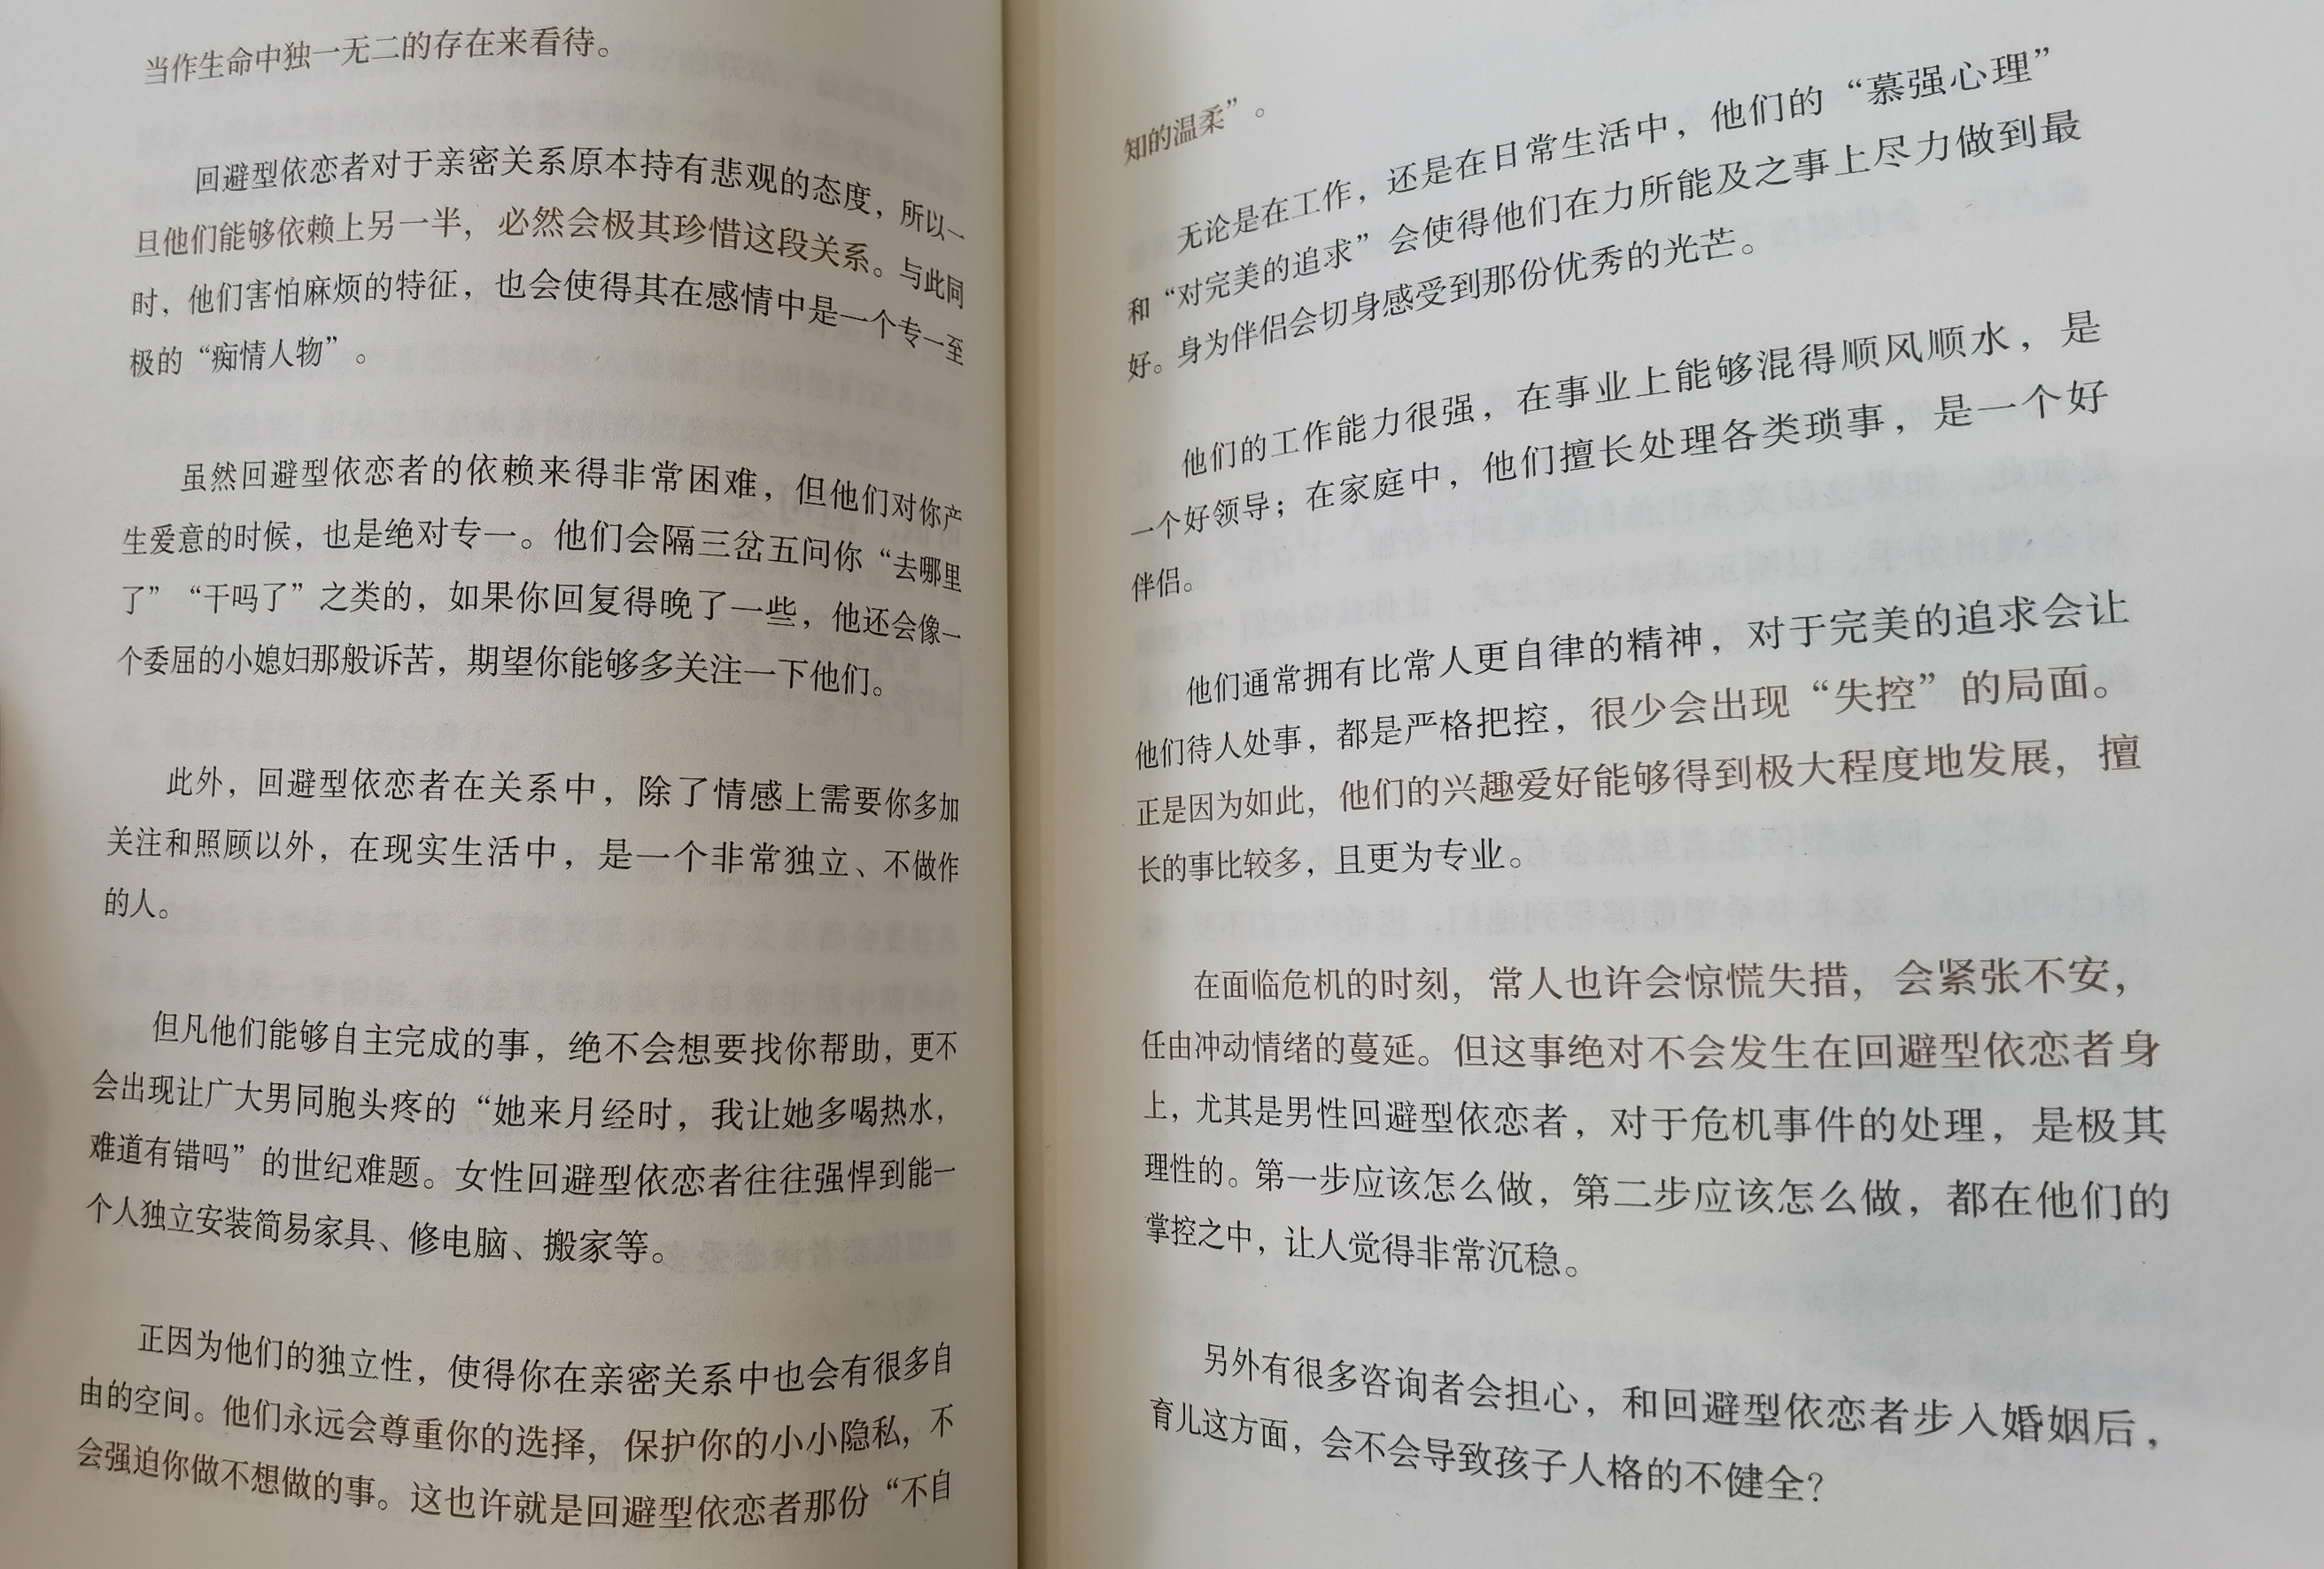 当作生命中独一无二的存在来看待。
回避型依恋者对于亲密关系原本持有悲观的态度，所以一
旦他们能够依赖上另一半，必然会极其珍惜这段关系。与此同
时，他们害怕麻烦的特征，也会使得其在感情中是一个专一至
极的“痴情人物”。
虽然回避型依恋者的依赖来得非常困难，但他们对你产
生爱意的时候，也是绝对专一。他们会隔三岔五问你“去哪里
了”“干吗了”之类的，如果你回复得晚了一些，他还会像一
个委屈的小媳妇那般诉苦，期望你能够多关注一下他们。
此外，回避型依恋者在关系中，除了情感上需要你多加
关注和照顾以外，在现实生活中，是一个非常独立、不做作
的人。
但凡他们能够自主完成的事，绝不会想要找你帮助，更不
会出现让广大男同胞头疼的“她来月经时，我让她多喝热水，
难道有错吗”的世纪难题。女性回避型依恋者往往强悍到能一
个人独立安装简易家具、修电脑、搬家等。
正因为他们的独立性，使得你在亲密关系中也会有很多自
由的空间。他们永远会尊重你的选择，保护你的小小隐私，不
会强迫你做不想做的事。这也许就是回避型依恋者那份“不自
知的温柔”。
无论是在工作，还是在日常生活中，他们的“慕强心理”
和“对完美的追求”会使得他们在力所能及之事上尽力做到最
好。身为伴侣会切身感受到那份优秀的光芒。
他们的工作能力很强，在事业上能够混得顺风顺水，是
一个好领导；在家庭中，他们擅长处理各类琐事，是一个好
伴侣。
他们通常拥有比常人更自律的精神，对于完美的追求会让
他们待人处事，都是严格把控，很少会出现“失控”的局面。
正是因为如此，他们的兴趣爱好能够得到极大程度地发展，擅
长的事比较多，且更为专业。
在面临危机的时刻，常人也许会惊慌失措，会紧张不安，
任由冲动情绪的蔓延。但这事绝对不会发生在回避型依恋者身
上，尤其是男性回避型依恋者，对于危机事件的处理，是极其
理性的。第一步应该怎么做，第二步应该怎么做，都在他们的
掌控之中，让人觉得非常沉稳。
另外有很多咨询者会担心，和回避型依恋者步入婚姻后，
育儿这方面，会不会导致孩子人格的不健全？